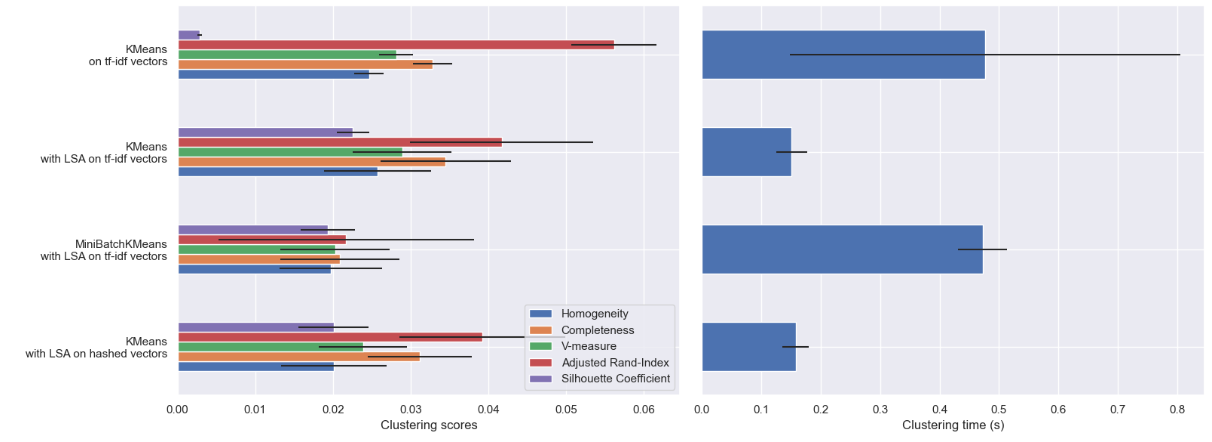 KMeans
on tf-idf vectors
KMeans
with LSA on tf-idf vectors
MiniBatchKMeans
with LSA on tf-idf vectors
KMeans
with LSA on hashed vectors
Homogeneity
Completeness
V-measure
Adjusted Rand-Index
Silhouette Coefficient
0.00 0.01 0.02 0.03 0.04 0.05 0.06
Clustering scores
0.0 0.1 0.2 0.3 0.4 0.5 0.6 0.7 0.8
Clustering time (s)